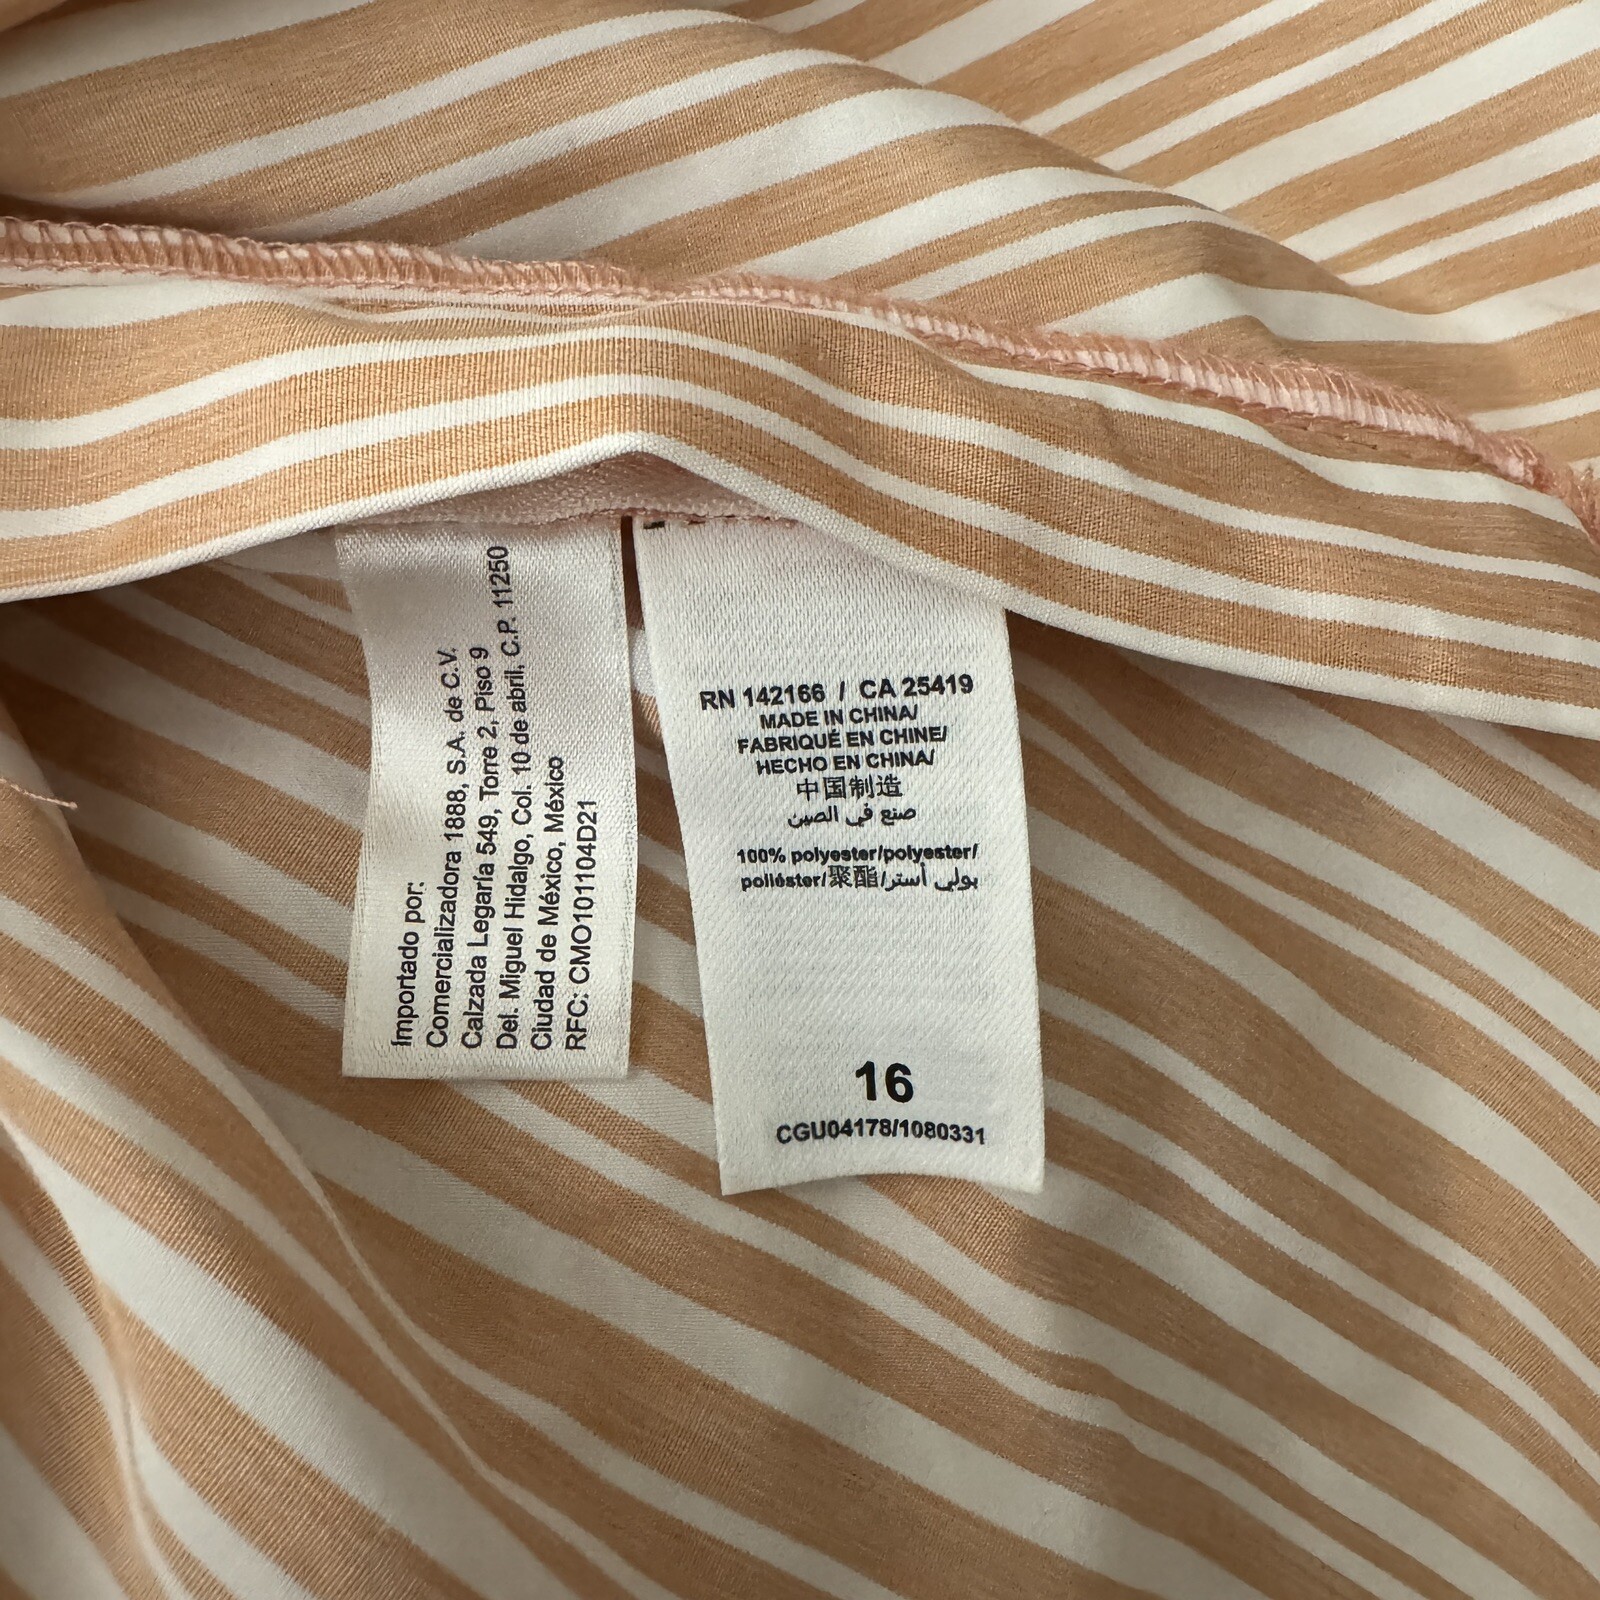 Importado por:
Comercializadora 1888, S.A. de C.V.
Calzada Legaría 549, Torre 2, Piso 9
Del. Miguel Hidalgo, Col. 10 de abril, C.P. 11250
Ciudad de México, México
RFC: CMO101104D21
RN 142166 / CA 25419
MADE IN CHINA/
FABRIQUÉ EN CHINE/
HECHO EN CHINA/
中国制造
صنع في الصين
100% polyester/polyester/
poliéster/聚酯/بولي أستر
16
CGU04178/1080331